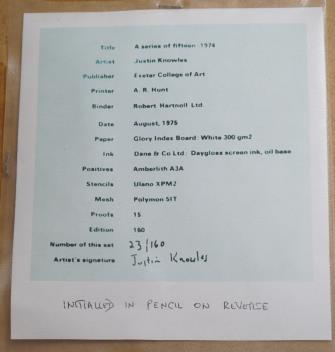 Title A series of fifteen 1974
Artist Justin Knowles
Publisher Exeter College of Art
Printer A. R. Hunt
Binder Robert Hartnoll Ltd.
Date August, 1975
Paper Glory Index Board: White 300 gm2
Ink Dane & Co Ltd: Dayglass screen ink, oil base
Positives Amberlith A3A
Stencils Ulano XPM2
Mesh Polymon 51T
Proofs 15
Edition 160
Number of this set 23/160
Artist's signature Justin Knowles
INITIALLED IN PENCIL ON REVERSE